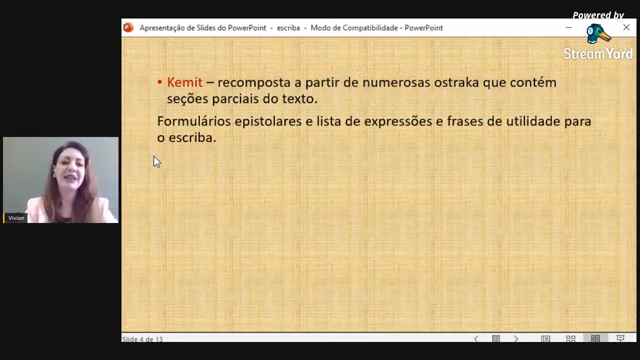 Powered by
StreamYard
Apresentação de Slides do PowerPoint - escriba - Modo de Compatibilidade - PowerPoint
• Kemit – recomposta a partir de numerosas ostraka que contém
seções parciais do texto.
Formulários epistolares e lista de expressões e frases de utilidade para
o escriba.
Vivian
Slide 4 de 13